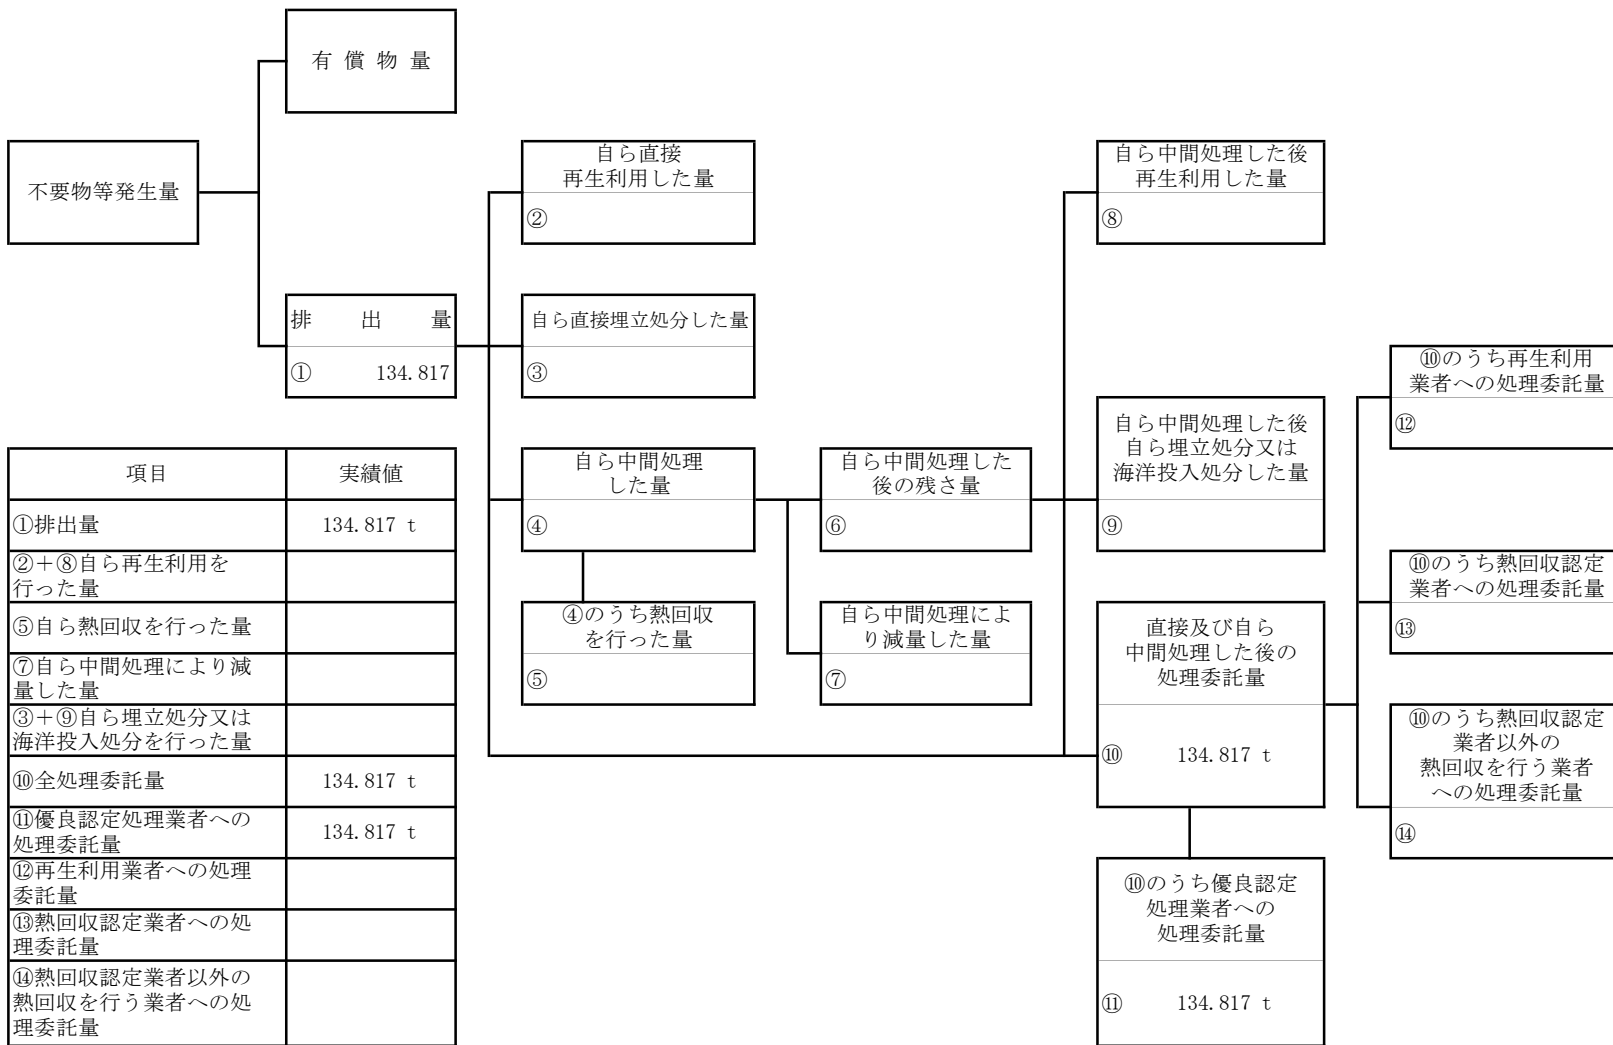 有 償 物 量
不要物等発生量
自ら直接
再生利用した量
②
自ら中間処理した後
再生利用した量
⑧
排 出 量
① 134.817
自ら直接埋立処分した量
③
⑩のうち再生利用
業者への処理委託量
⑫
自ら中間処理した後
自ら埋立処分又は
海洋投入処分した量
⑨
自ら中間処理
した量
④
自ら中間処理した
後の残さ量
⑥
⑩のうち熱回収認定
業者への処理委託量
⑬
④のうち熱回収
を行った量
⑤
自ら中間処理によ
り減量した量
⑦
直接及び自ら
中間処理した後の
処理委託量
⑩ 134.817 t
⑩のうち熱回収認定
業者以外の
熱回収を行う業者
への処理委託量
⑭
⑩のうち優良認定
処理業者への
処理委託量
⑪ 134.817 t
項目 実績値
①排出量 134.817 t
②+⑧自ら再生利用を
行った量
⑤自ら熱回収を行った量
⑦自ら中間処理により減
量した量
③+⑨自ら埋立処分又は
海洋投入処分を行った量
⑩全処理委託量 134.817 t
⑪優良認定処理業者への
処理委託量 134.817 t
⑫再生利用業者への処理
委託量
⑬熱回収認定業者への処
理委託量
⑭熱回収認定業者以外の
熱回収を行う業者への処
理委託量